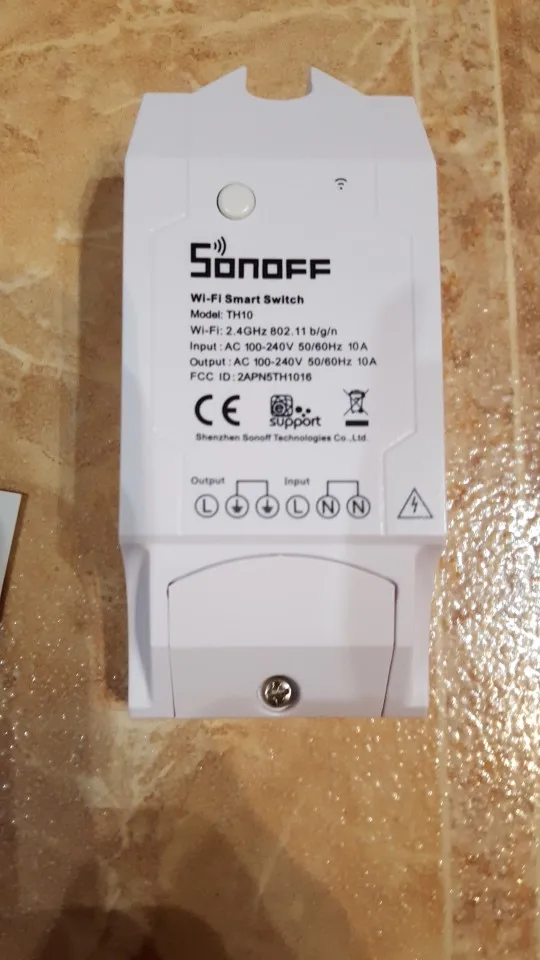 SONOFF
Wi-Fi Smart Switch
Model: TH10
Wi-Fi: 2.4GHz 802.11 b/g/n
Input : AC 100-240V 50/60Hz 10A
Output : AC 100-240V 50/60Hz 10A
FCC ID : 2APN5TH1016
CE support
Shenzhen Sonoff Technologies Co.,Ltd.
Output Input
L L N N